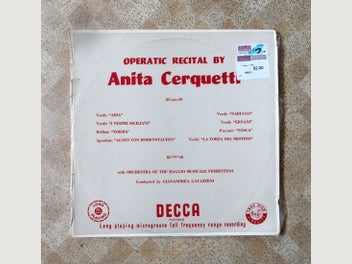 OPERATIC RECITAL BY
Anita Cerquetti
$2.00
Verdi: "AIDA"
Verdi: "NABUCCO"
Verdi: "I VESPRI SICILIANI"
Verdi: "ERNANI"
Bellini: "NORMA"
Puccini: "TOSCA"
Spontini: "AGNES VON HOHENSTAUFEN"
Verdi: "LA FORZA DEL DESTINO"
with ORCHESTRA OF THE MAGGIO MUSICALE FIORENTINO
Conducted by GIANANDREA GAVAZZENI
LONG
PLAYING
DECCA
Long playing microgroove full frequency range recording